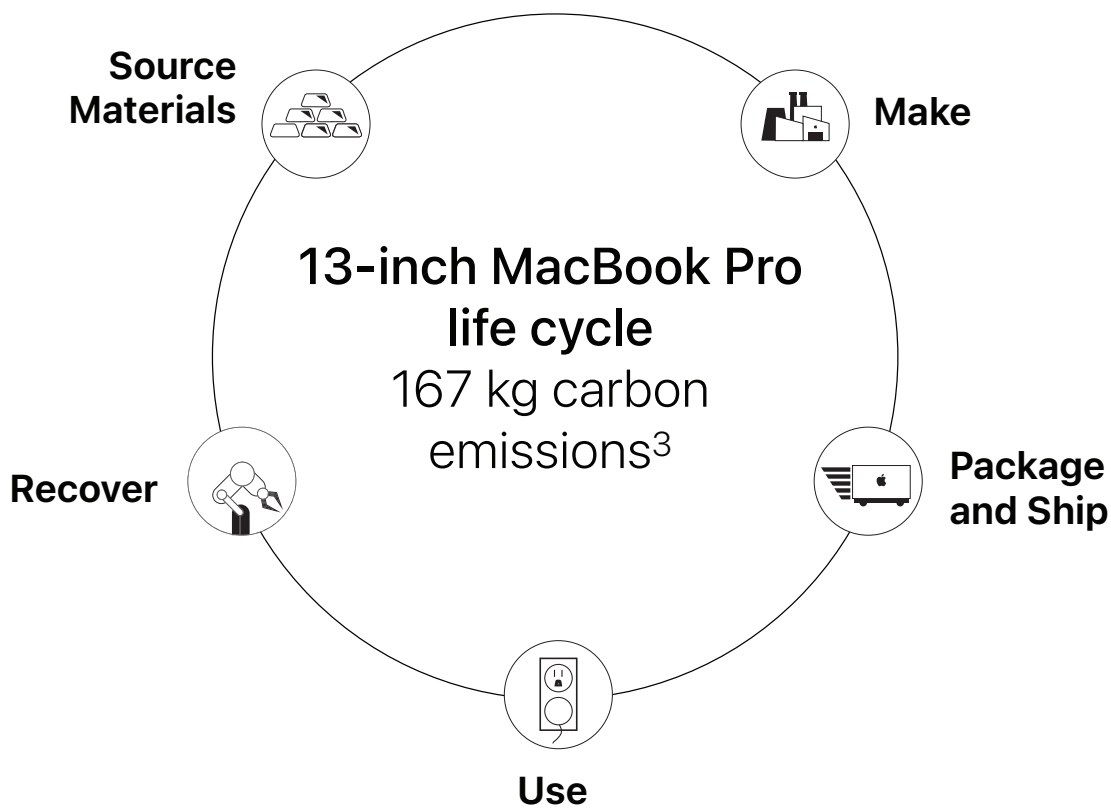 Source
Materials
Make
13-inch MacBook Pro
life cycle
167 kg carbon
emissions³
Recover
Package
and Ship
Use